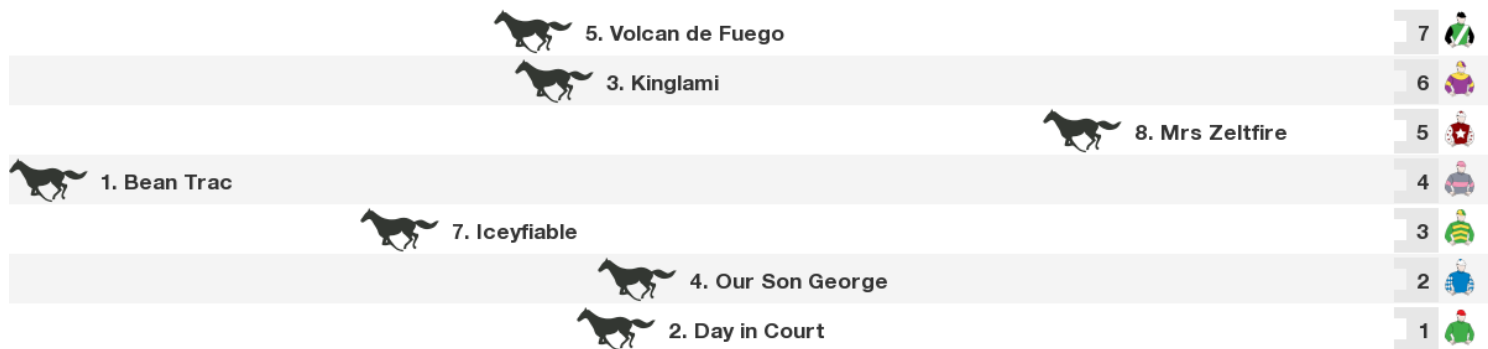 5. Volcan de Fuego 7
3. Kinglami 6
8. Mrs Zeltfire 5
1. Bean Trac 4
7. Iceyfiable 3
4. Our Son George 2
2. Day in Court 1